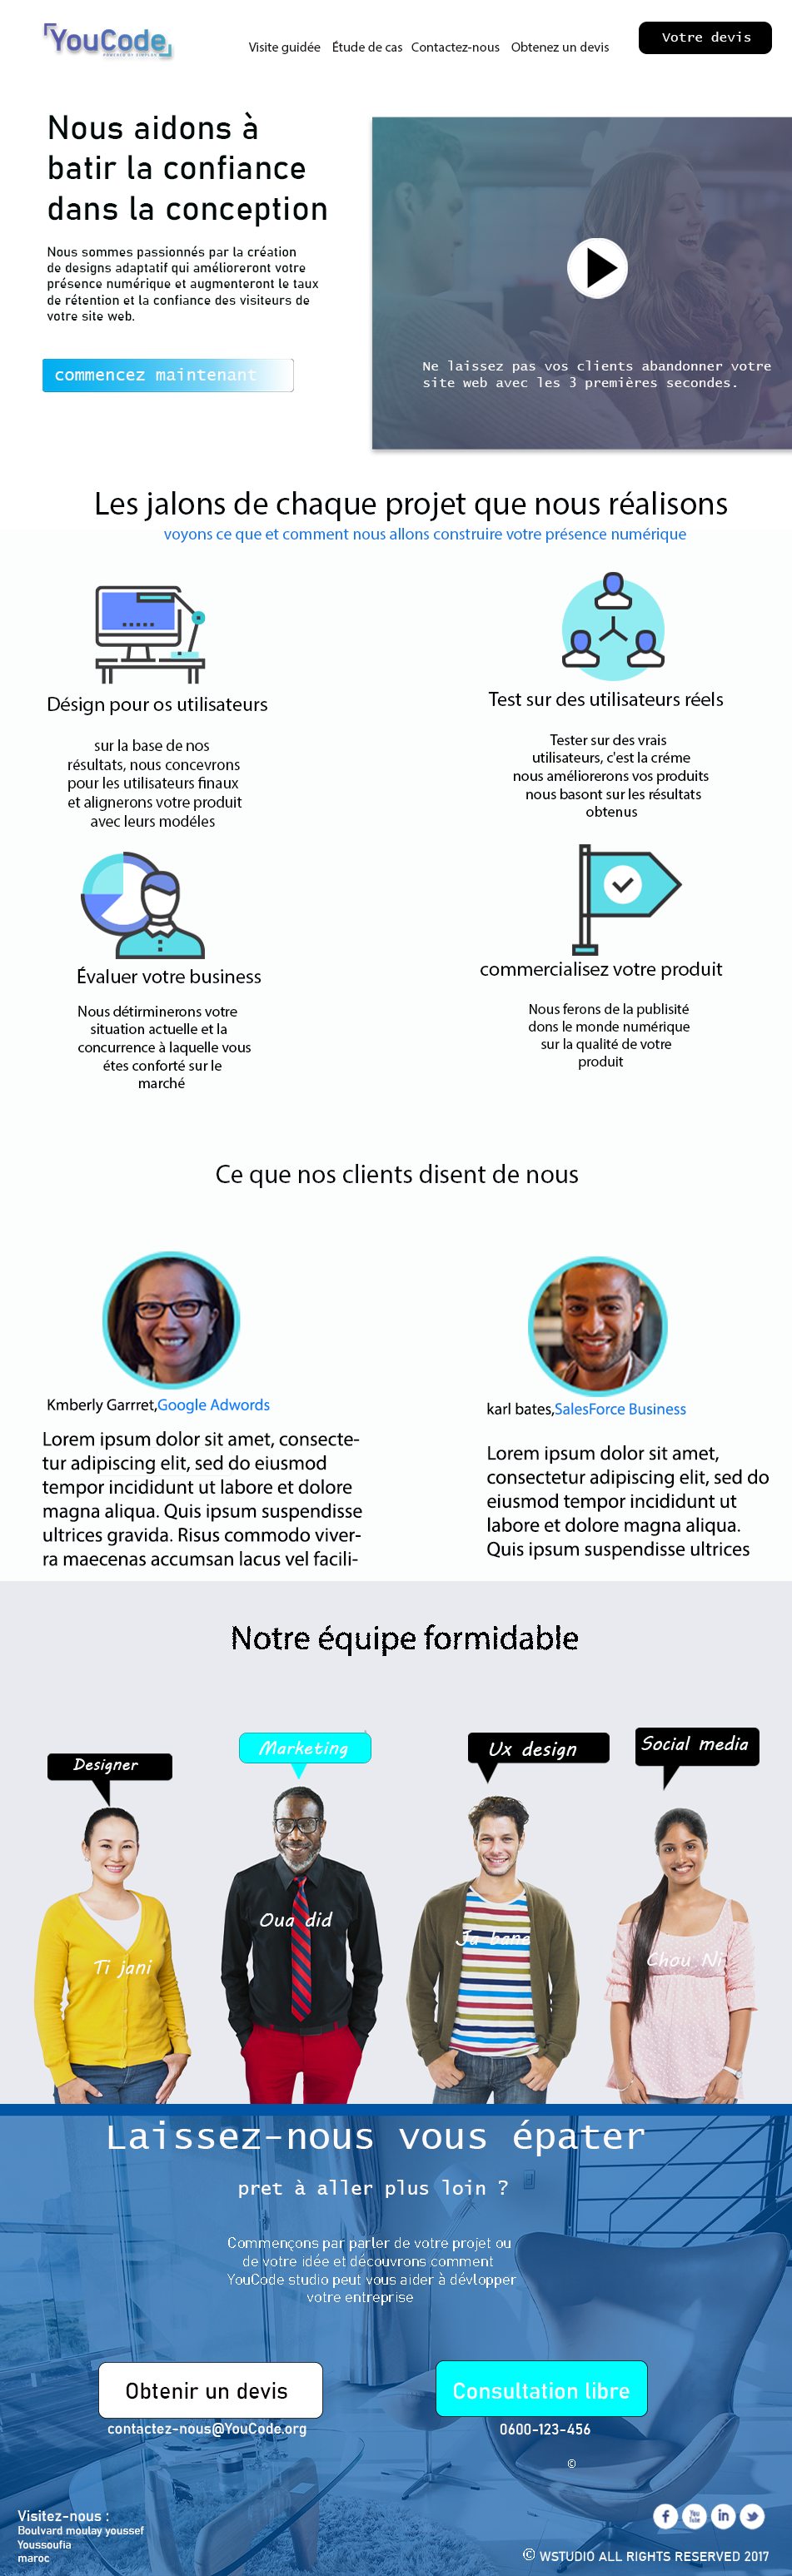 YouCode
POWERED BY SIMPLON
Visite guidée Étude de cas Contactez-nous Obtenez un devis
Votre devis
Nous aidons à
batir la confiance
dans la conception
Nous sommes passionnés par la création
de designs adaptatif qui amélioreront votre
présence numérique et augmenteront le taux
de rétention et la confiance des visiteurs de
votre site web.
commencez maintenant
Ne laissez pas vos clients abandonner votre
site web avec les 3 premières secondes.
Les jalons de chaque projet que nous réalisons
voyons ce que et comment nous allons construire votre présence numérique
Désign pour os utilisateurs
sur la base de nos
résultats, nous concevrons
pour les utilisateurs finaux
et alignerons votre produit
avec leurs modéles
Test sur des utilisateurs réels
Tester sur des vrais
utilisateurs, c'est la créme
nous améliorerons vos produits
nous basont sur les résultats
obtenus
Évaluer votre business
Nous détirminerons votre
situation actuelle et la
concurrence à laquelle vous
étes conforté sur le
marché
commercialisez votre produit
Nous ferons de la publisité
dons le monde numérique
sur la qualité de votre
produit
Ce que nos clients disent de nous
Kmberly Garrret,Google Adwords
Lorem ipsum dolor sit amet, consecte-
tur adipiscing elit, sed do eiusmod
tempor incididunt ut labore et dolore
magna aliqua. Quis ipsum suspendisse
ultrices gravida. Risus commodo viver-
ra maecenas accumsan lacus vel facili-
karl bates,SalesForce Business
Lorem ipsum dolor sit amet,
consectetur adipiscing elit, sed do
eiusmod tempor incididunt ut
labore et dolore magna aliqua.
Quis ipsum suspendisse ultrices
Notre équipe formidable
Designer
Marketing
Ux design
Social media
Ti jani
Oua did
Ja bane
Chou Ni
Laissez-nous vous épater
pret à aller plus loin ?
Commençons par parler de votre projet ou
de votre idée et découvrons comment
YouCode studio peut vous aider à dévlopper
votre entreprise
Obtenir un devis
contactez-nous@YouCode.org
Consultation libre
0600-123-456
©
Visitez-nous :
Boulvard moulay youssef
Youssoufia
maroc
f You Tube in
© WSTUDIO ALL RIGHTS RESERVED 2017